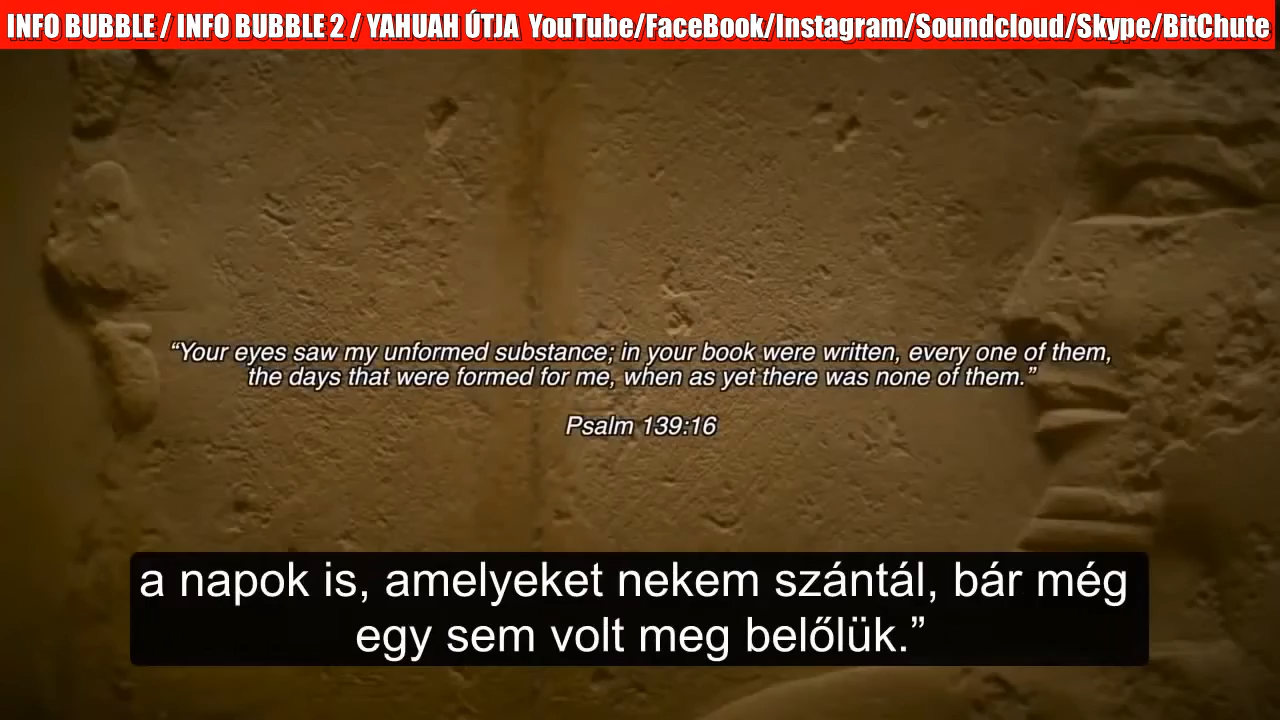 INFO BUBBLE / INFO BUBBLE 2 / YAHUAH ÚTJA YouTube/FaceBook/Instagram/Soundcloud/Skype/BitChute
“Your eyes saw my unformed substance; in your book were written, every one of them,
the days that were formed for me, when as yet there was none of them.”
Psalm 139:16
a napok is, amelyeket nekem szántál, bár még
egy sem volt meg belőlük.”